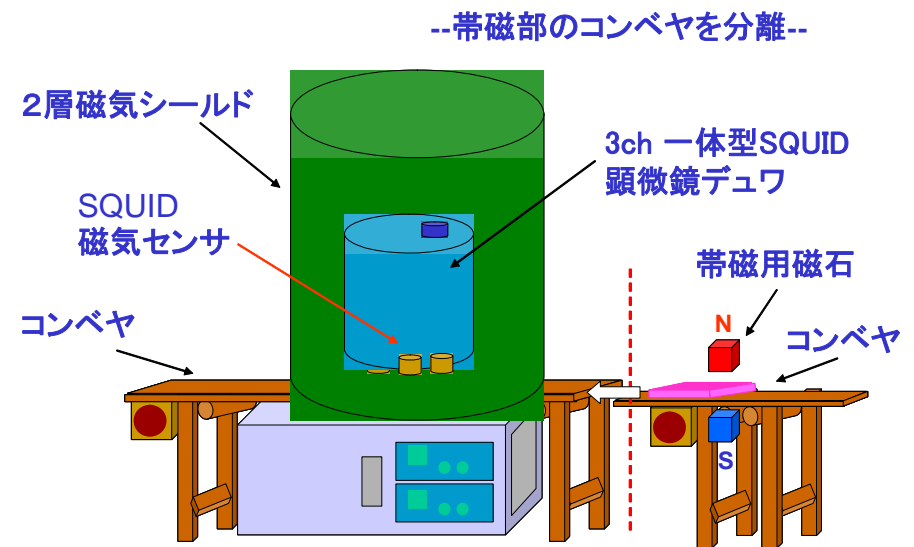 --帯磁部のコンベヤを分離--
2層磁気シールド
3ch 一体型SQUID
顕微鏡デュワ
SQUID
磁気センサ
帯磁用磁石
コンベヤ
N
コンベヤ
S